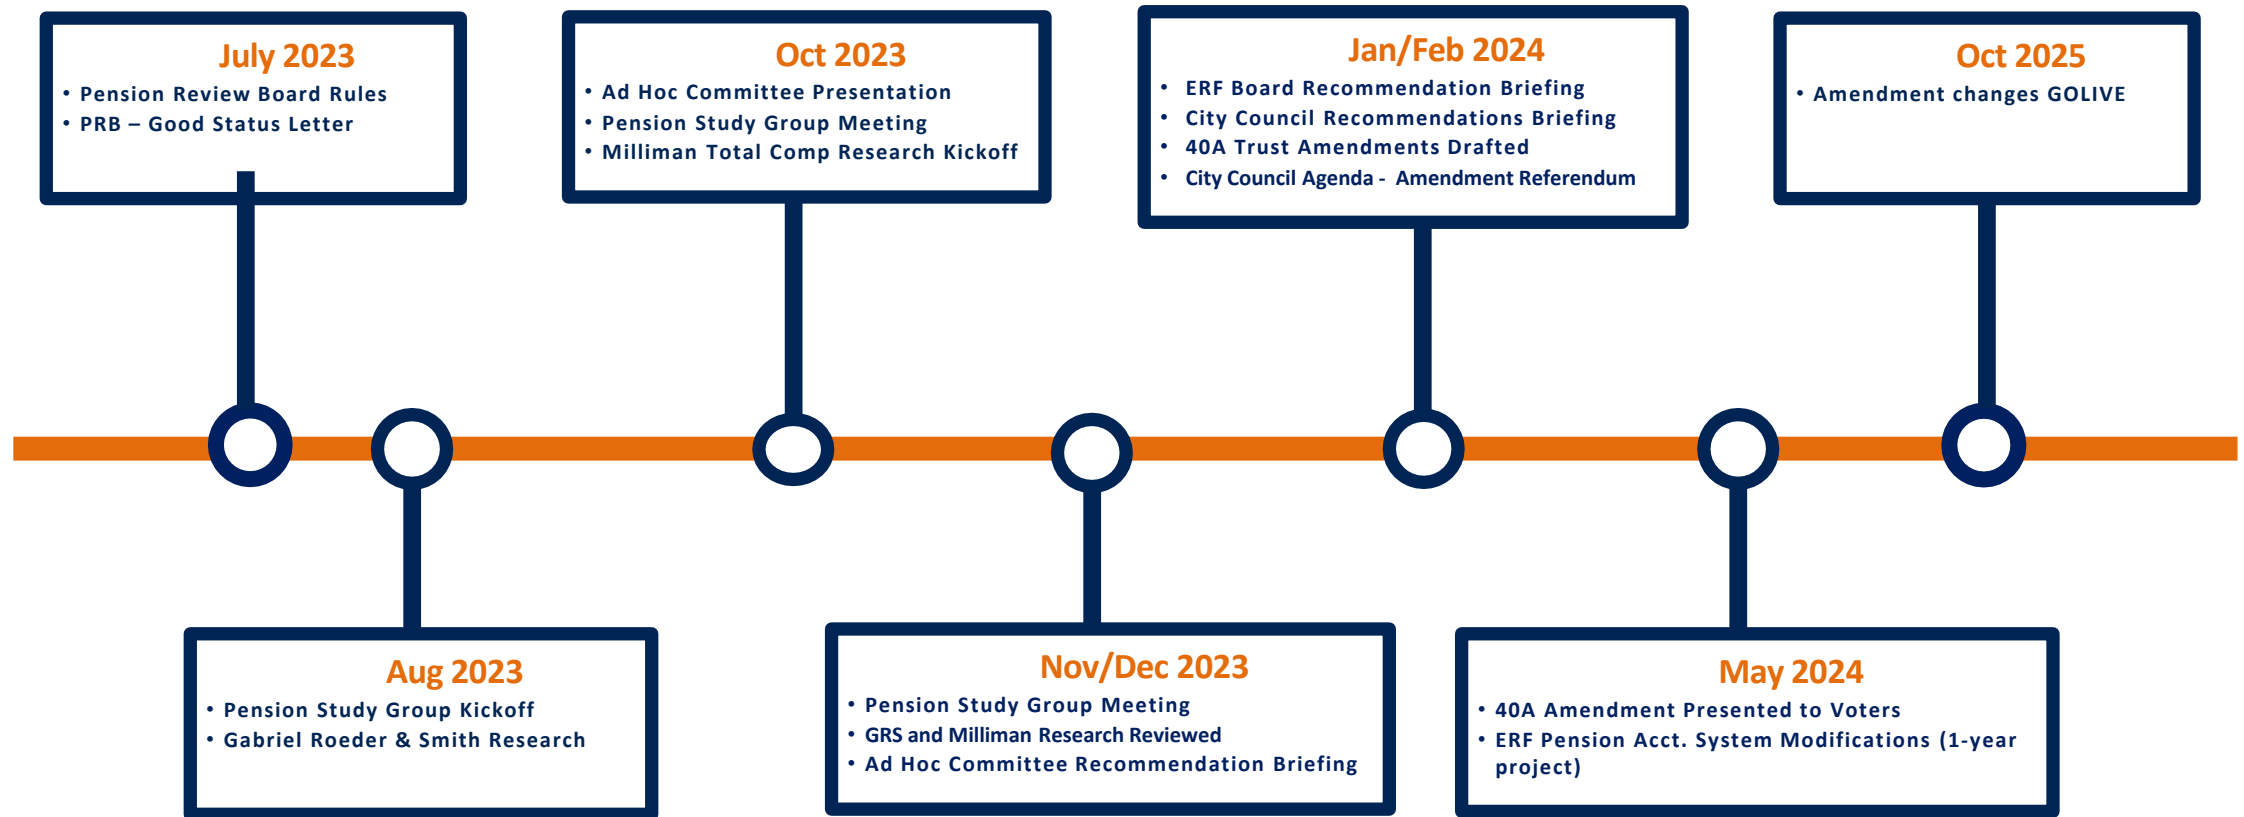 July 2023
• Pension Review Board Rules
• PRB – Good Status Letter
Aug 2023
• Pension Study Group Kickoff
• Gabriel Roeder & Smith Research
Oct 2023
• Ad Hoc Committee Presentation
• Pension Study Group Meeting
• Milliman Total Comp Research Kickoff
Nov/Dec 2023
• Pension Study Group Meeting
• GRS and Milliman Research Reviewed
• Ad Hoc Committee Recommendation Briefing
Jan/Feb 2024
• ERF Board Recommendation Briefing
• City Council Recommendations Briefing
• 40A Trust Amendments Drafted
• City Council Agenda - Amendment Referendum
May 2024
• 40A Amendment Presented to Voters
• ERF Pension Acct. System Modifications (1-year
project)
Oct 2025
• Amendment changes GOLIVE